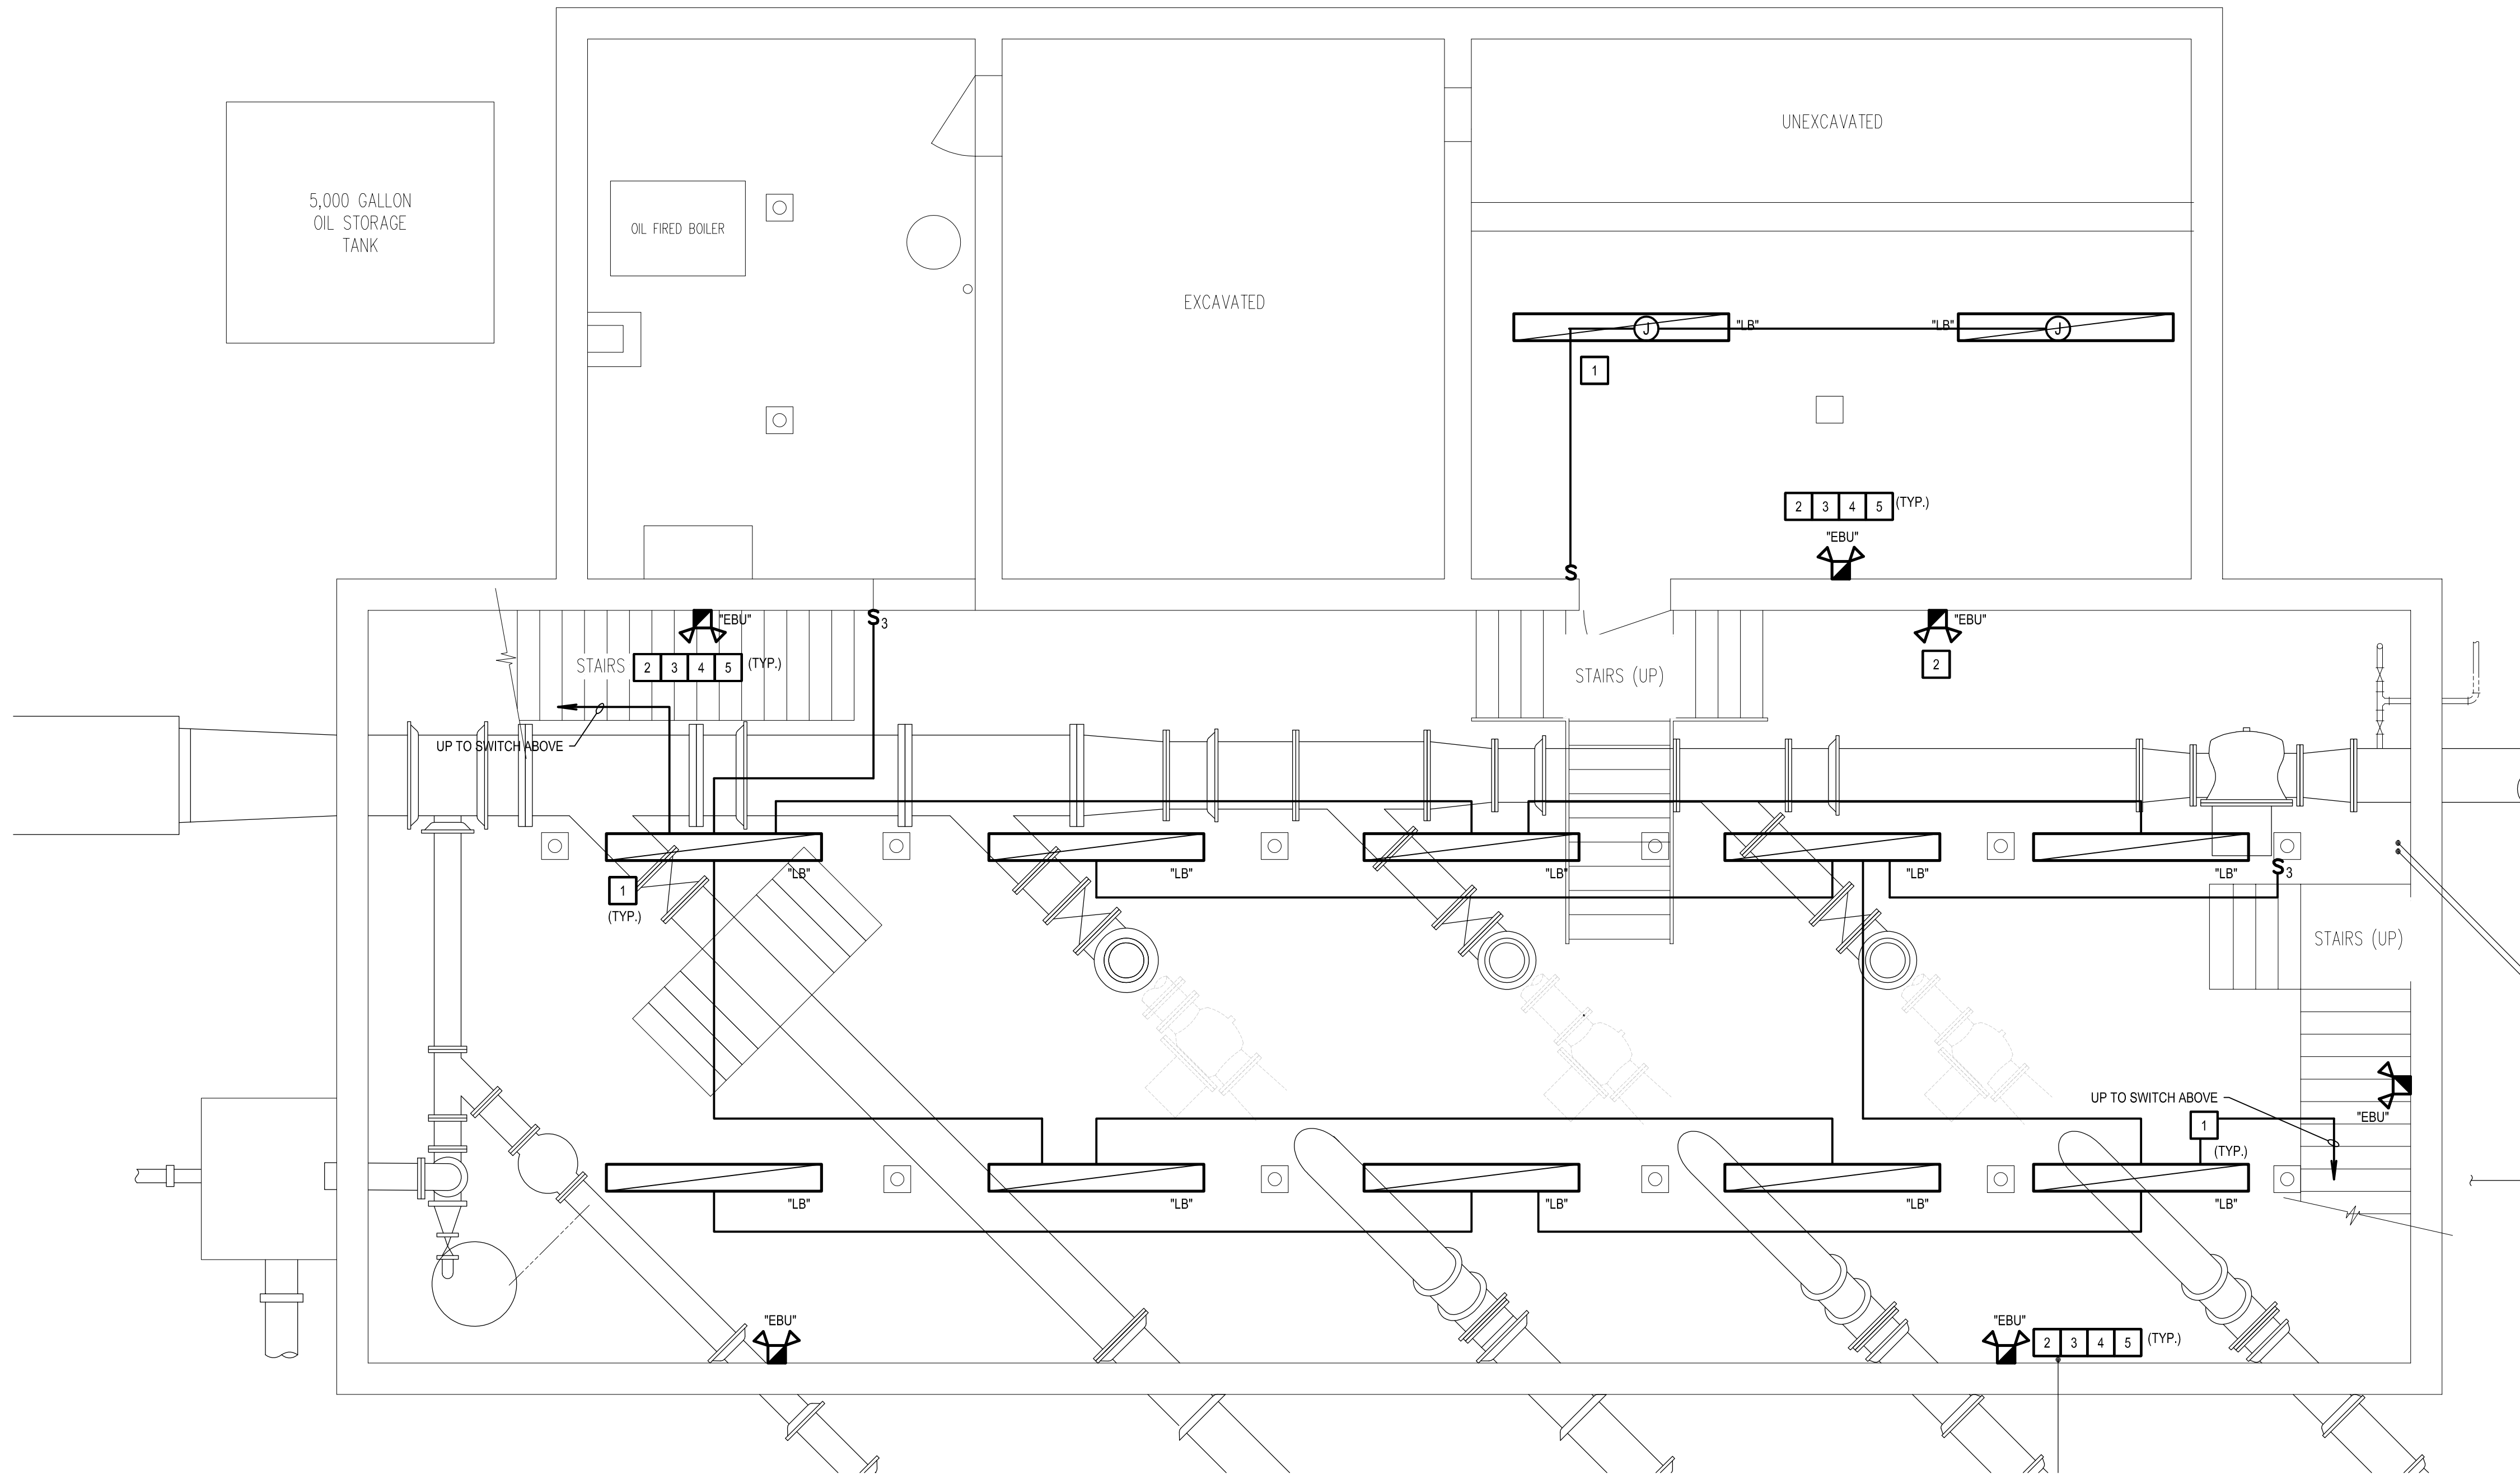 UNEXCAVATED
5,000 GALLON
OIL STORAGE
TANK
OIL FIRED BOILER
EXCAVATED
J
"LB"
"LB"
J
1
2 3 4 5 (TYP.)
"EBU"
S
"EBU"
S3
"EBU"
STAIRS
2 3 4 5 (TYP.)
2
STAIRS (UP)
UP TO SWITCH ABOVE
"LB"
"LB"
"LB"
"LB"
"LB"
S3
1
(TYP.)
STAIRS (UP)
UP TO SWITCH ABOVE
"EBU"
1
(TYP.)
"LB"
"LB"
"LB"
"LB"
"LB"
"EBU"
"EBU"
2 3 4 5 (TYP.)